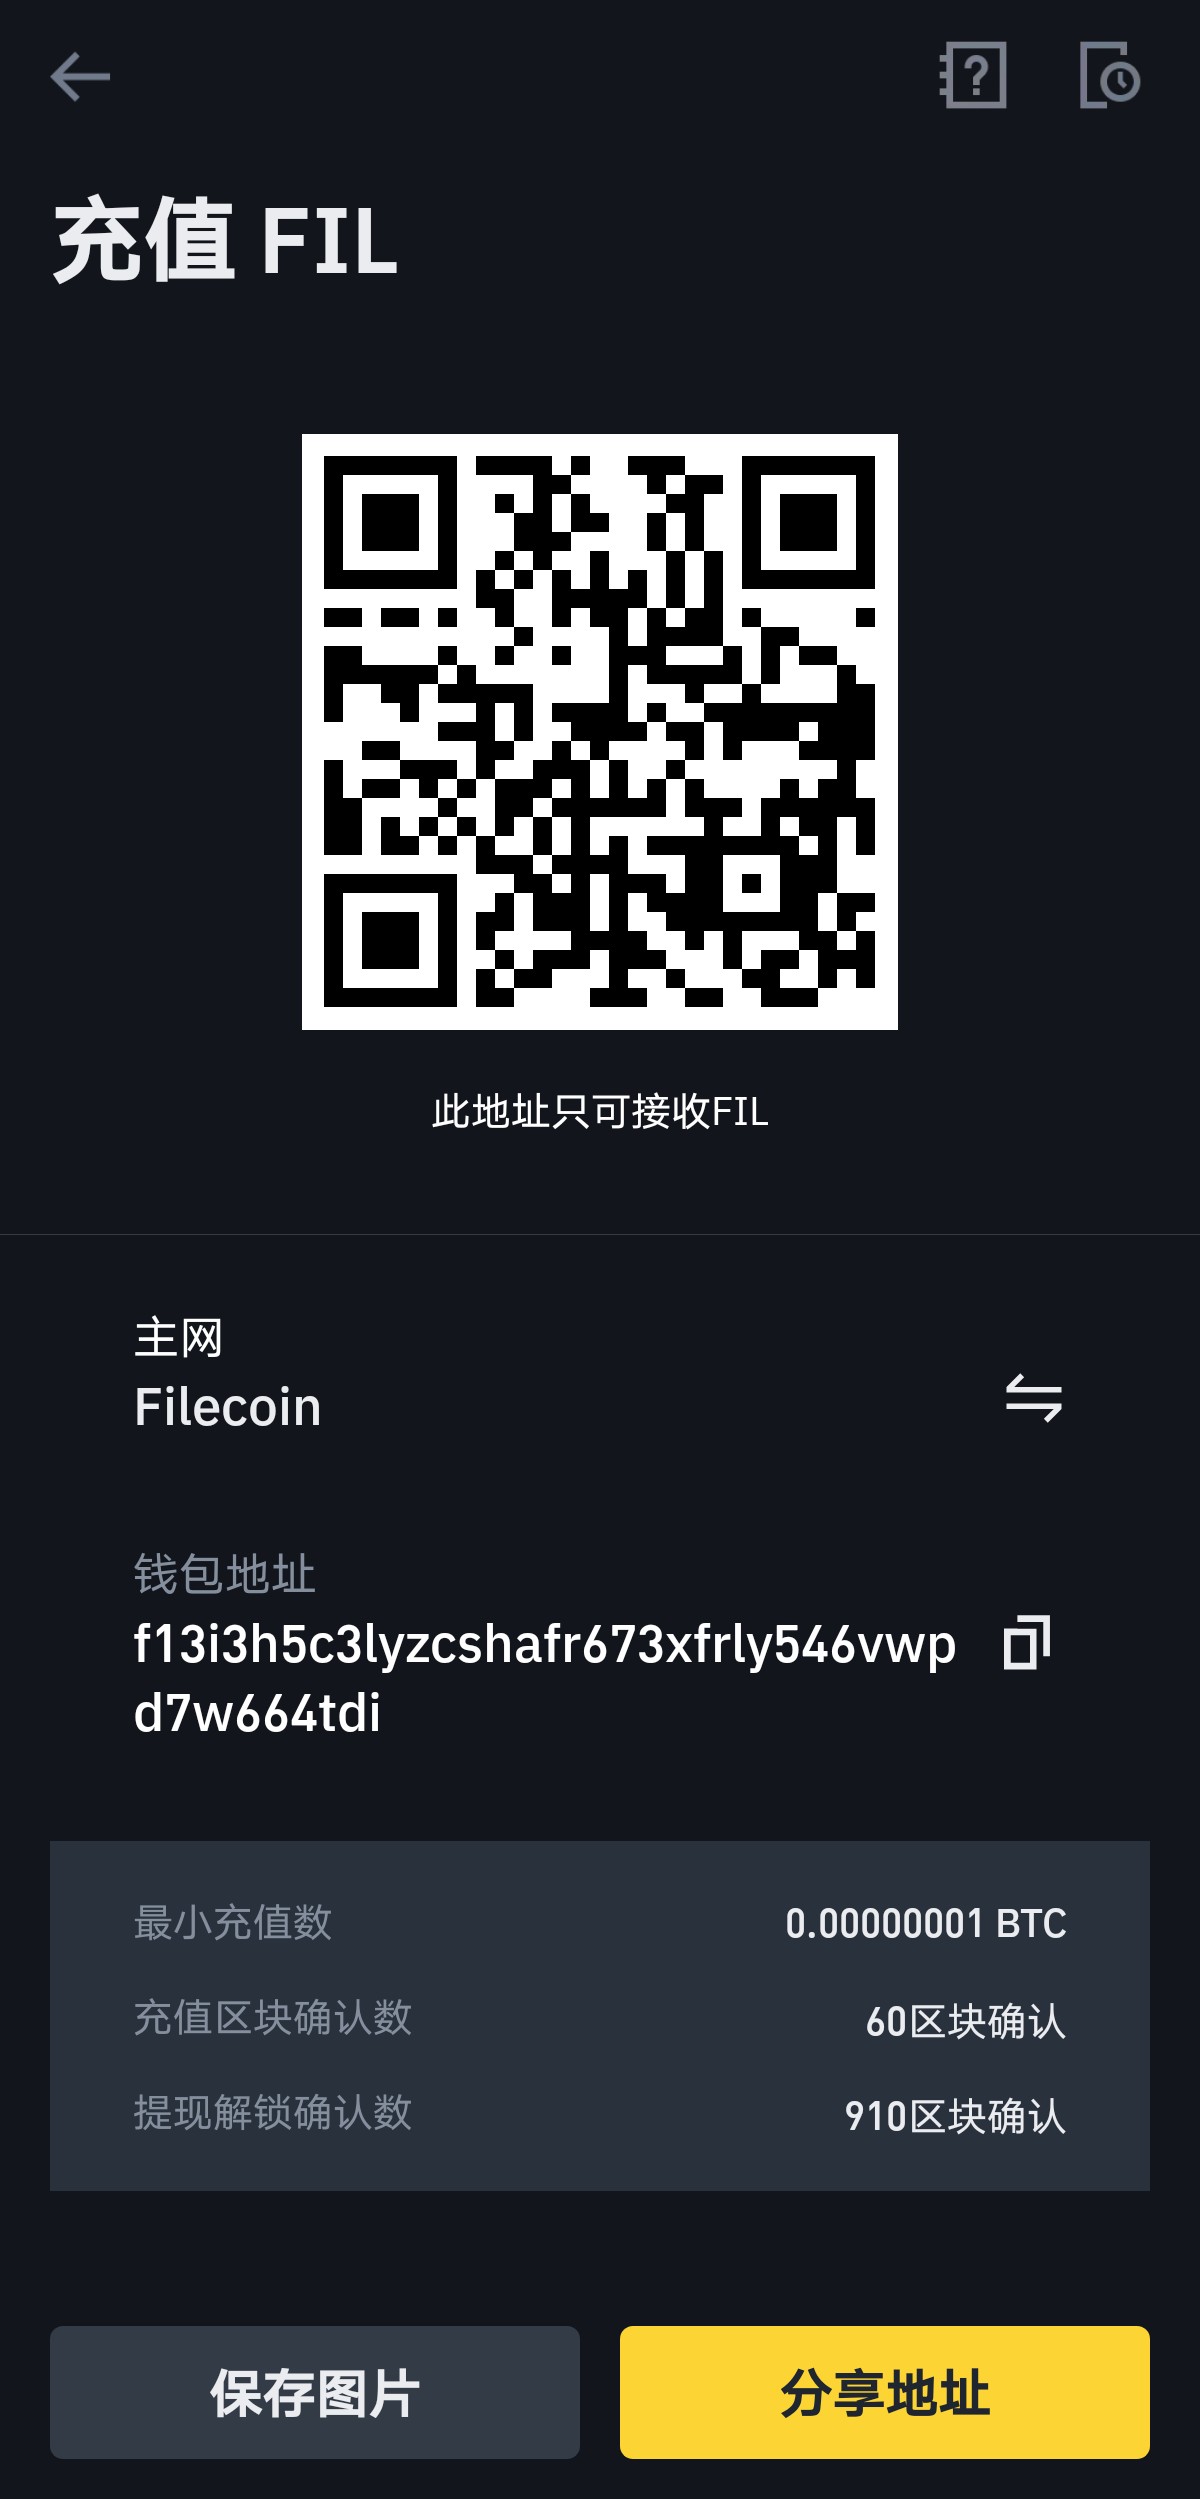 充值 FIL
此地址只可接收FIL
主网
Filecoin
钱包地址
f13i3h5c3lyzcshafr673xfrly546vwp
d7w664tdi
最小充值数 0.00000001 BTC
充值区块确认数 60区块确认
提现解锁确认数 910区块确认
保存图片 分享地址